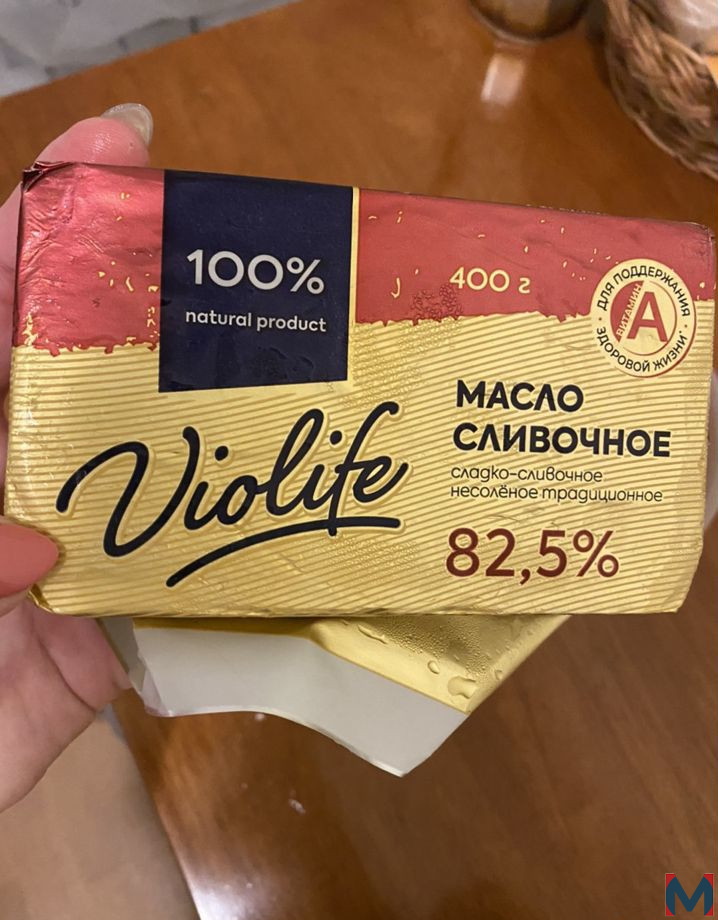 100%
natural product
400 г
ДЛЯ ПОДДЕРЖАНИЯ
ВИТАМИН
А
ЗДОРОВОЙ ЖИЗНИ
Violife
МАСЛО
СЛИВОЧНОЕ
сладко-сливочное
несолёное традиционное
82,5%
M